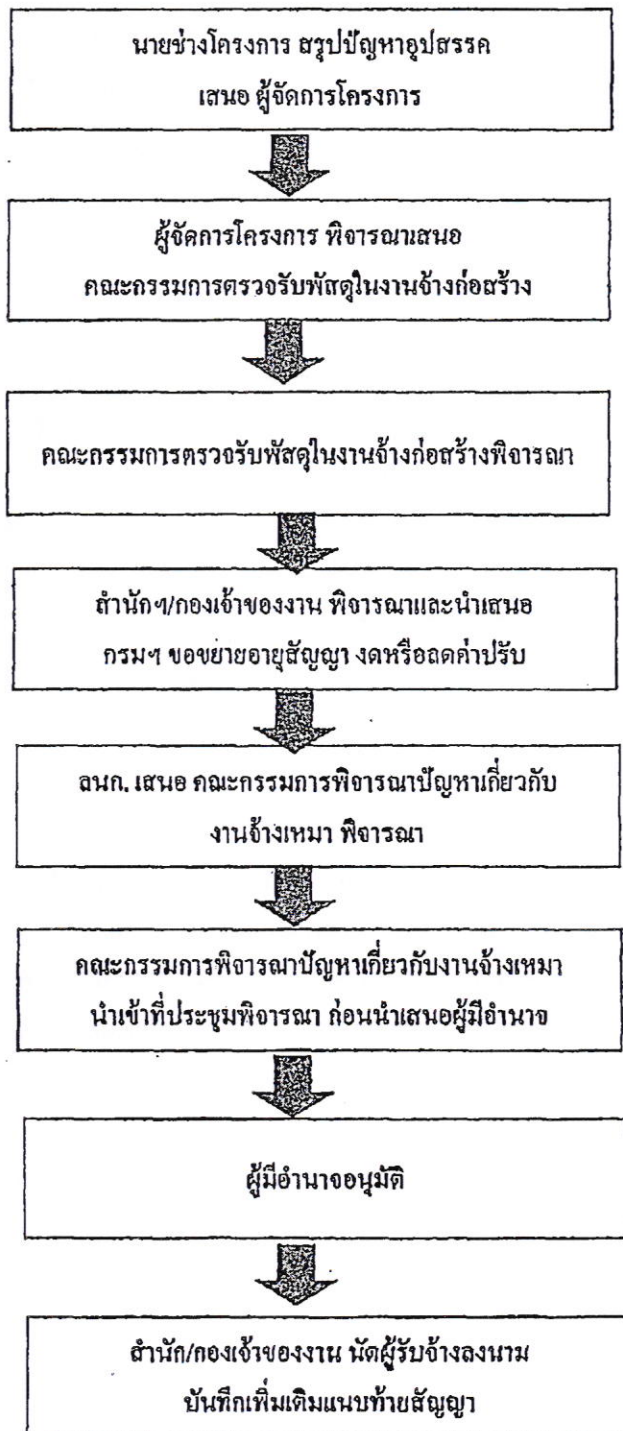 นายช่างโครงการ สรุปปัญหาอุปสรรค
เสนอ ผู้จัดการโครงการ
ผู้จัดการโครงการ พิจารณาเสนอ
คณะกรรมการตรวจรับพัสดุในงานจ้างก่อสร้าง
คณะกรรมการตรวจรับพัสดุในงานจ้างก่อสร้างพิจารณา
สำนักฯ/กองเจ้าของงาน พิจารณาและนำเสนอ
กรมฯ ขอขยายอายุสัญญา งดหรือลดค่าปรับ
ลนก. เสนอ คณะกรรมการพิจารณาปัญหาเกี่ยวกับ
งานจ้างเหมา พิจารณา
คณะกรรมการพิจารณาปัญหาเกี่ยวกับงานจ้างเหมา
นำเข้าที่ประชุมพิจารณา ก่อนนำเสนอผู้มีอำนาจ
ผู้มีอำนาจอนุมัติ
สำนัก/กองเจ้าของงาน นัดผู้รับจ้างลงนาม
บันทึกเพิ่มเติมแนบท้ายสัญญา